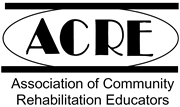 ACRE
Association of Community
Rehabilitation Educators